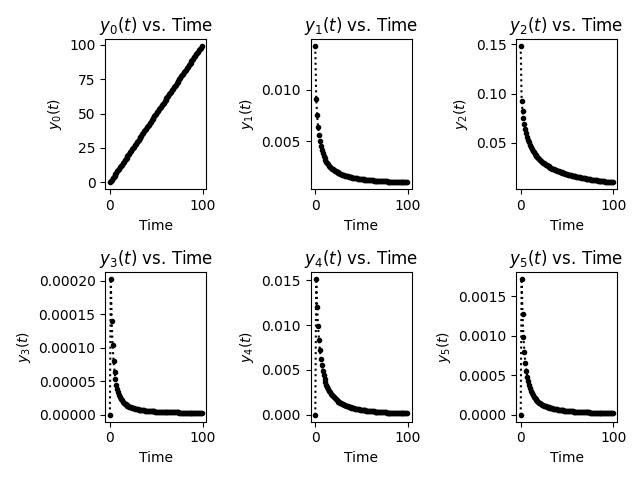 y₀(t) vs. Time
y₁(t) vs. Time
y₂(t) vs. Time
100
75
50
25
0
y₀(t)
0 100
Time
0.010
0.005
y₁(t)
0 100
Time
0.15
0.10
0.05
y₂(t)
0 100
Time
y₃(t) vs. Time
y₄(t) vs. Time
y₅(t) vs. Time
0.00020
0.00015
0.00010
0.00005
0.00000
y₃(t)
0 100
Time
0.015
0.010
0.005
0.000
y₄(t)
0 100
Time
0.0015
0.0010
0.0005
0.0000
y₅(t)
0 100
Time